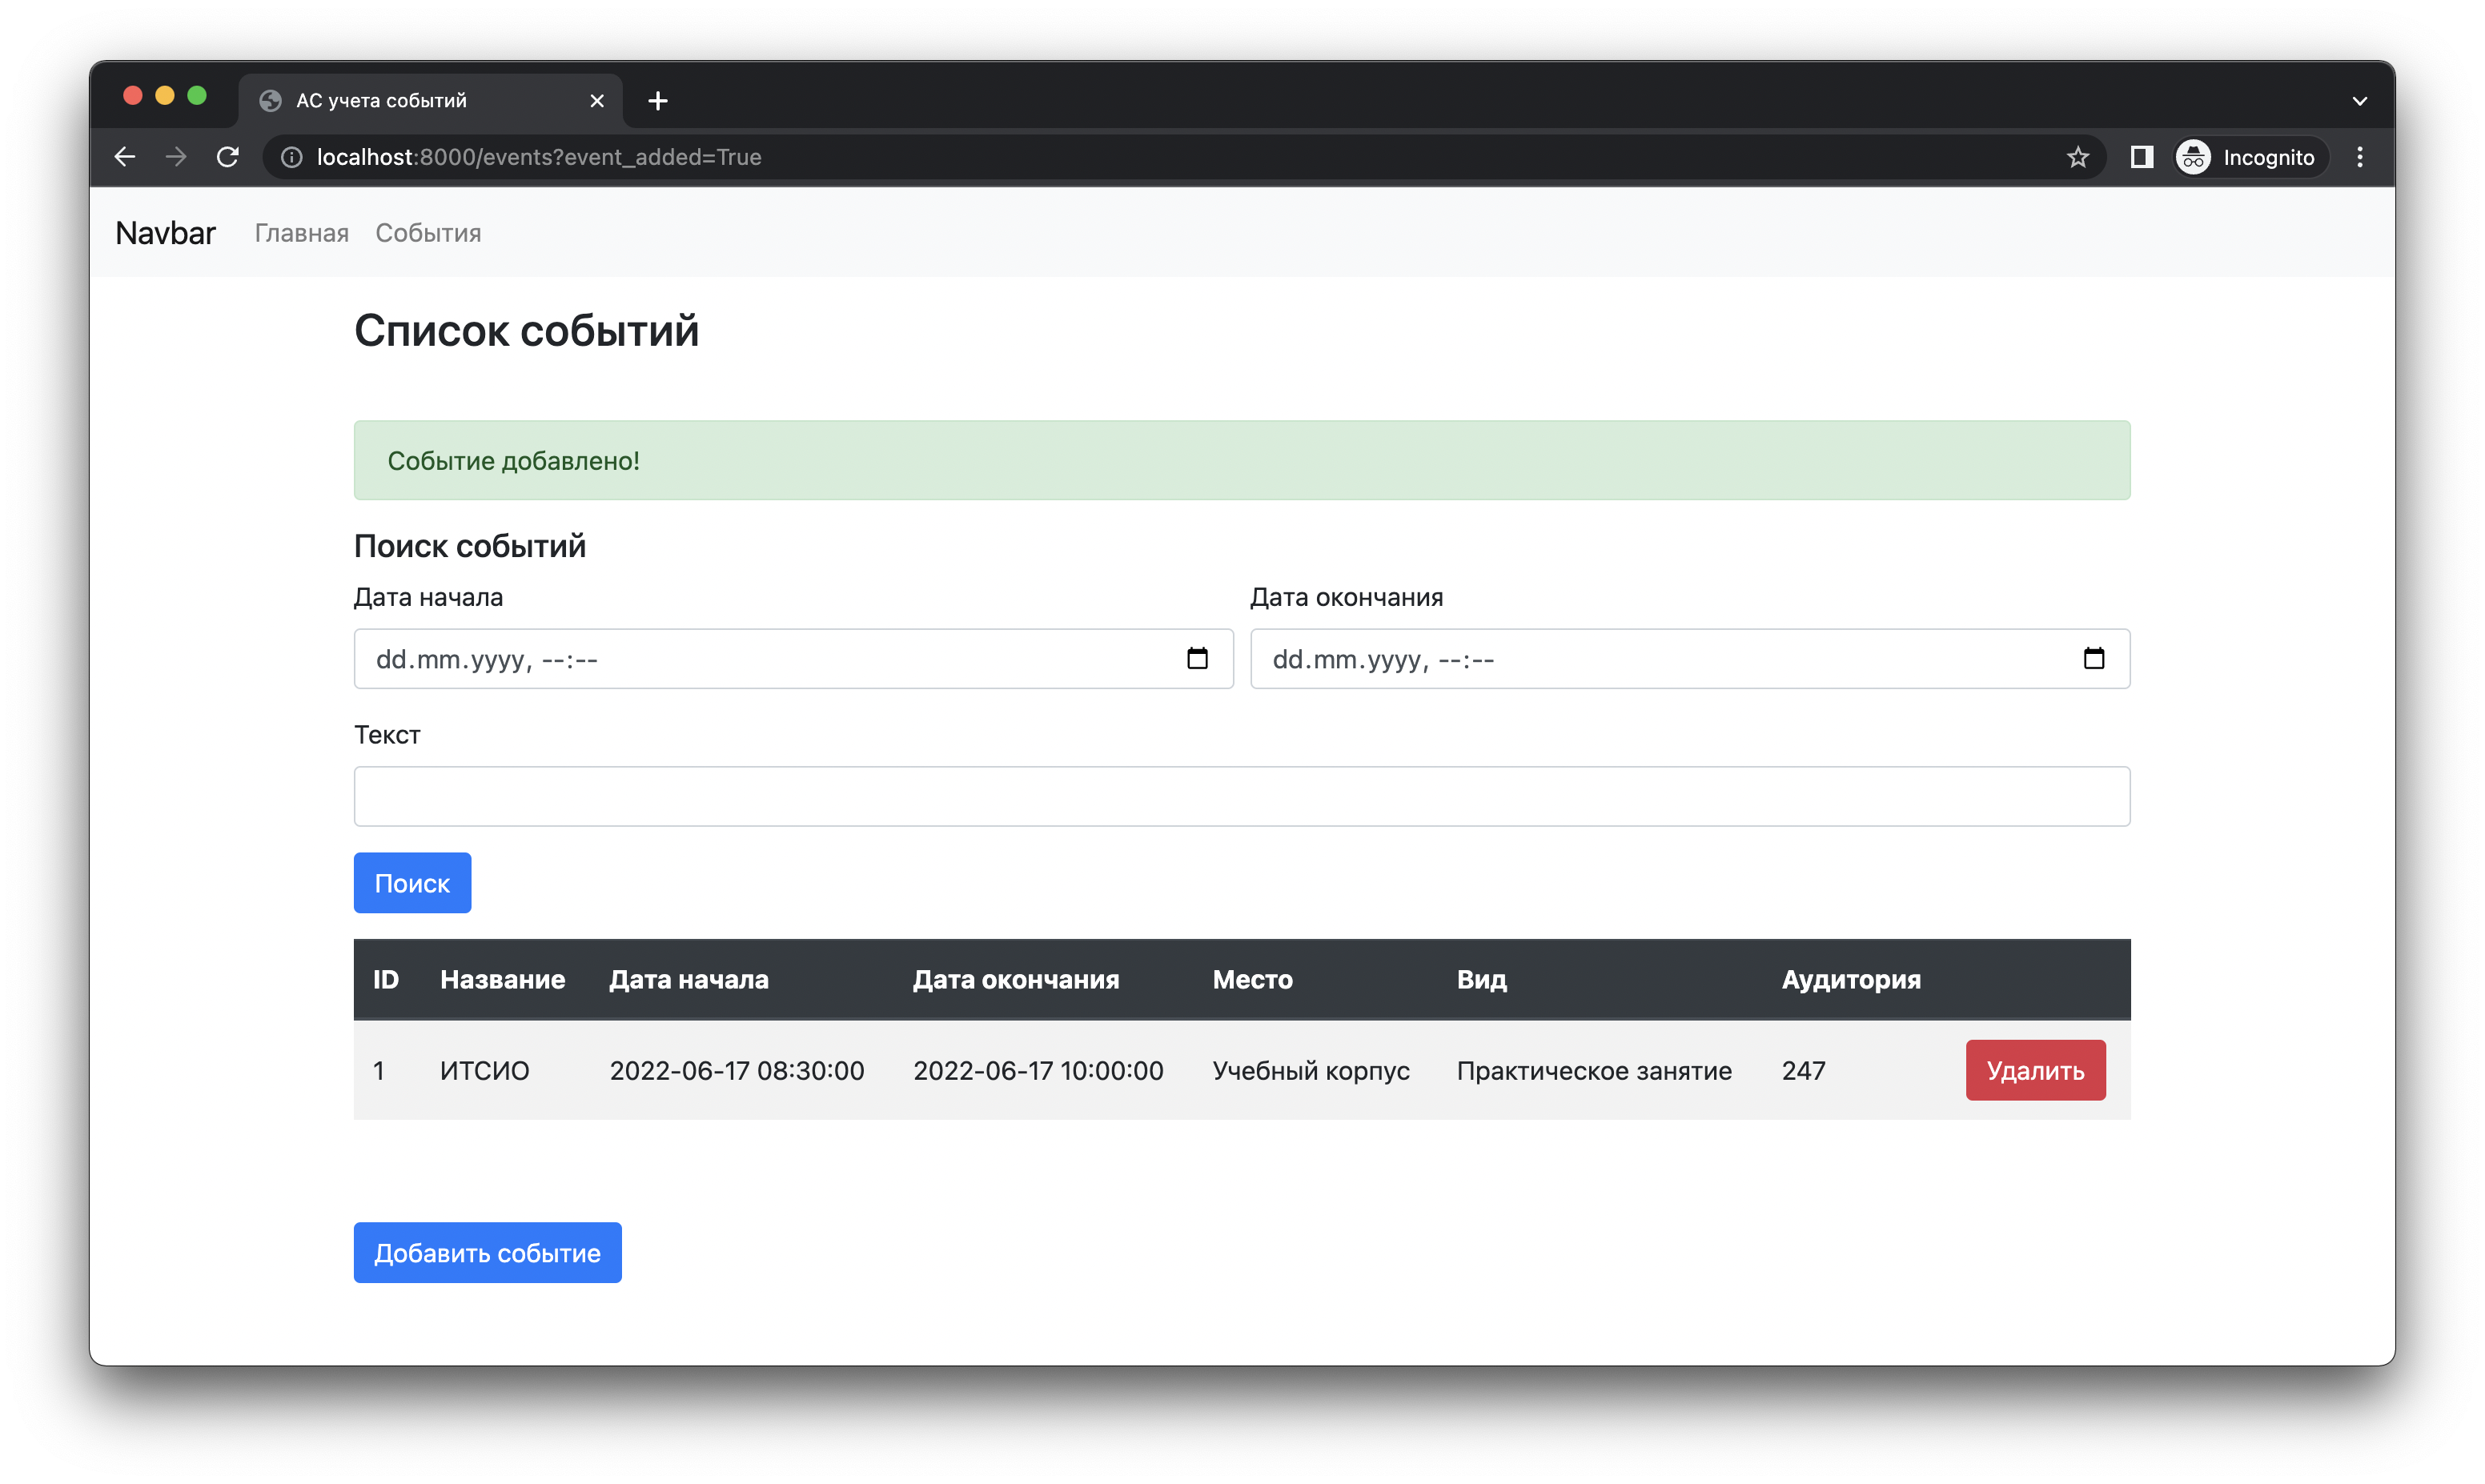 АС учета событий
localhost:8000/events?event_added=True
Incognito
Navbar Главная События
Список событий
Событие добавлено!
Поиск событий
Дата начала Дата окончания
dd.mm.yyyy, --:-- dd.mm.yyyy, --:--
Текст
Поиск
ID Название Дата начала Дата окончания Место Вид Аудитория
1 ИТСИО 2022-06-17 08:30:00 2022-06-17 10:00:00 Учебный корпус Практическое занятие 247 Удалить
Добавить событие